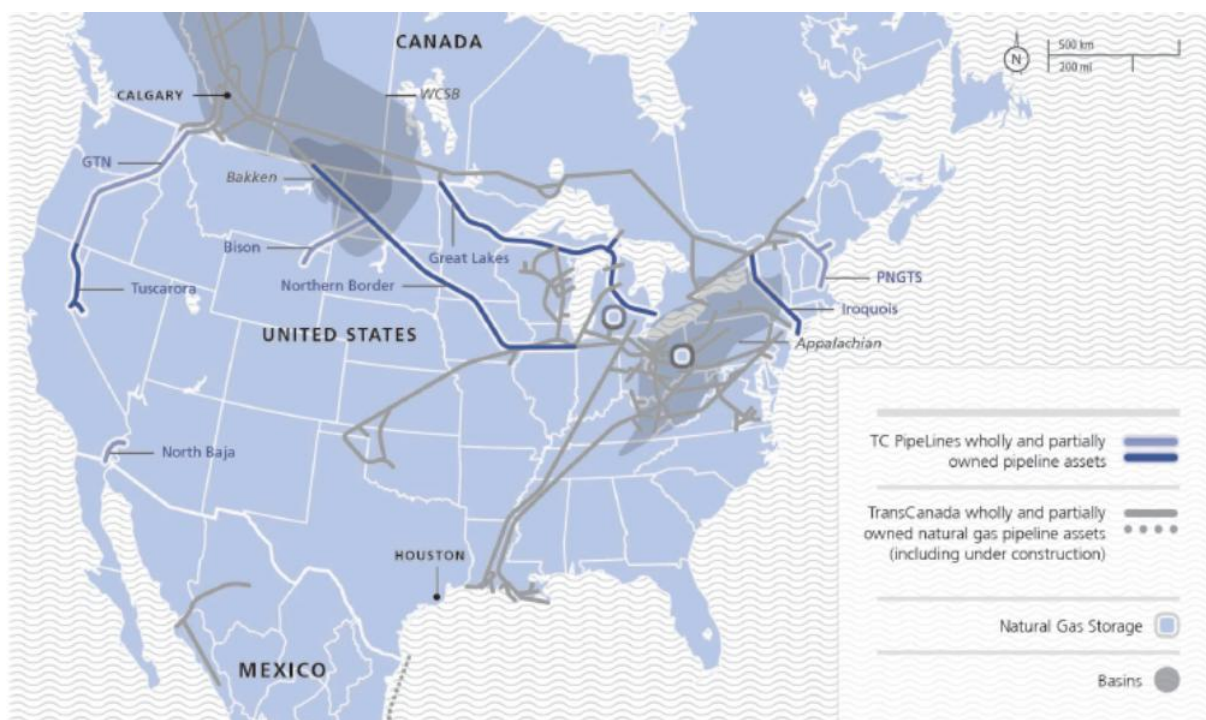 CANADA
500 km
N
200 mi
CALGARY
WCSB
GTN
Bakken
Bison
Great Lakes
PNGTS
Tuscarora
Northern Border
Iroquois
UNITED STATES
Appalachian
North Baja
TC PipeLines wholly and partially
owned pipeline assets
TransCanada wholly and partially
owned natural gas pipeline assets
(including under construction)
HOUSTON
Natural Gas Storage
MEXICO
Basins